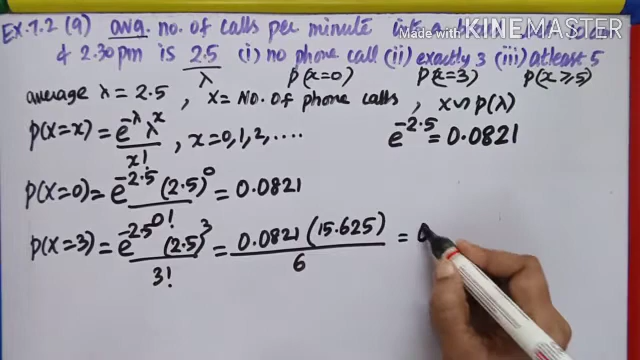 Made with KINEMASTER
EX.7.2 (9) avg. no. of calls per minute into a
& 2.30pm is 2.5 (i) no phone call (ii) exactly 3 (iii) atleast 5
λ P(x=0) P(x=3) P(x≥5)
average λ = 2.5 , X = No. of phone calls , X∽P(λ)
P(X=x) = e^-λ λ^x / x! , x=0,1,2, .... e^-2.5 = 0.0821
P(X=0) = e^-2.5 (2.5)^0 / 0! = 0.0821
P(X=3) = e^-2.5 (2.5)^3 / 3! = 0.0821 (15.625) / 6 = 0